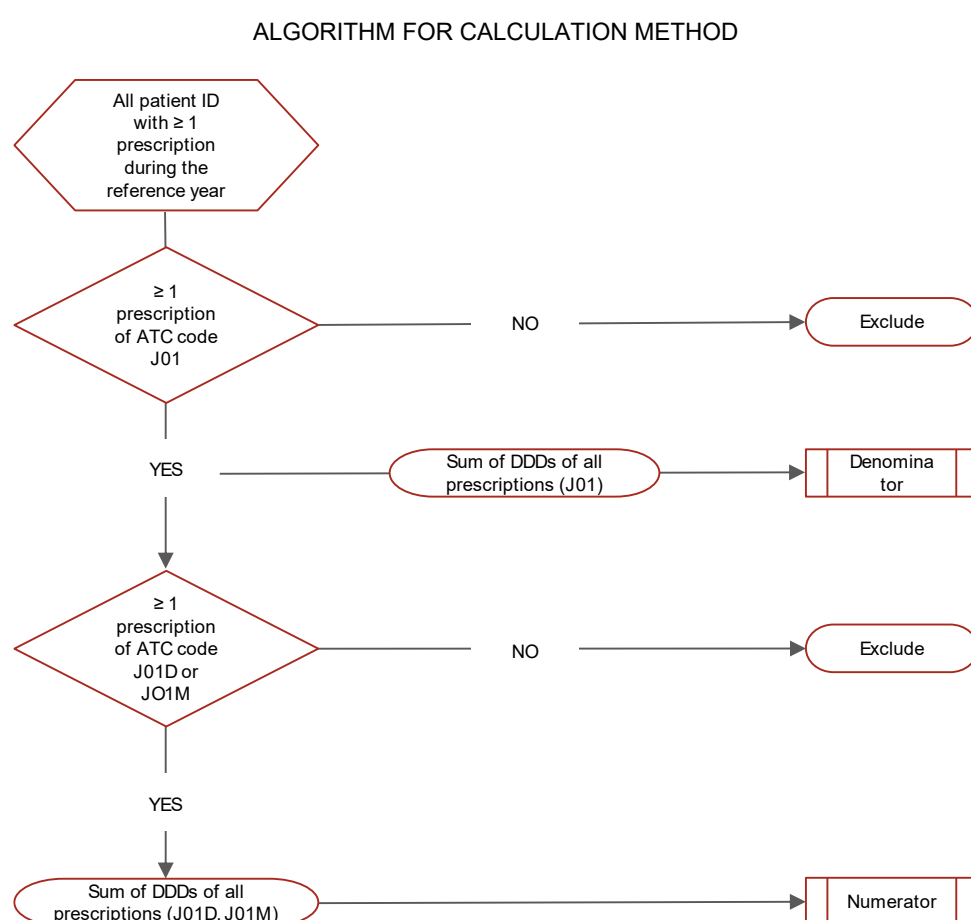 ALGORITHM FOR CALCULATION METHOD
All patient ID
with ≥ 1
prescription
during the
reference year
≥ 1
prescription
of ATC code
J01
NO
Exclude
YES
Sum of DDDs of all
prescriptions (J01)
Denomina
tor
≥ 1
prescription
of ATC code
J01D or
JO1M
NO
Exclude
YES
Sum of DDDs of all
prescriptions (J01D, J01M)
Numerator